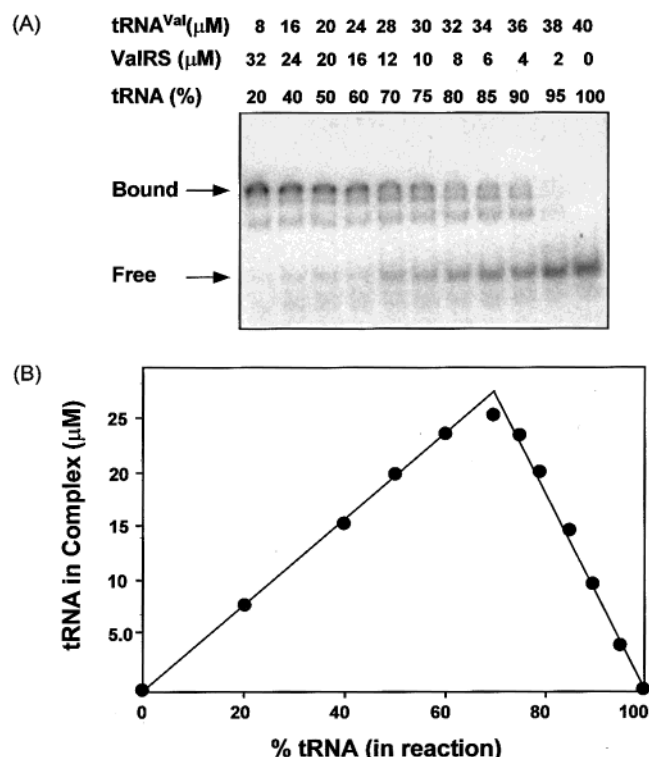 (A)
tRNAVal(μM) 8 16 20 24 28 30 32 34 36 38 40
ValRS (μM) 32 24 20 16 12 10 8 6 4 2 0
tRNA (%) 20 40 50 60 70 75 80 85 90 95 100
Bound
Free
(B)
tRNA in Complex (μM)
25
20
15
10
5.0
0 20 40 60 80 100
% tRNA (in reaction)